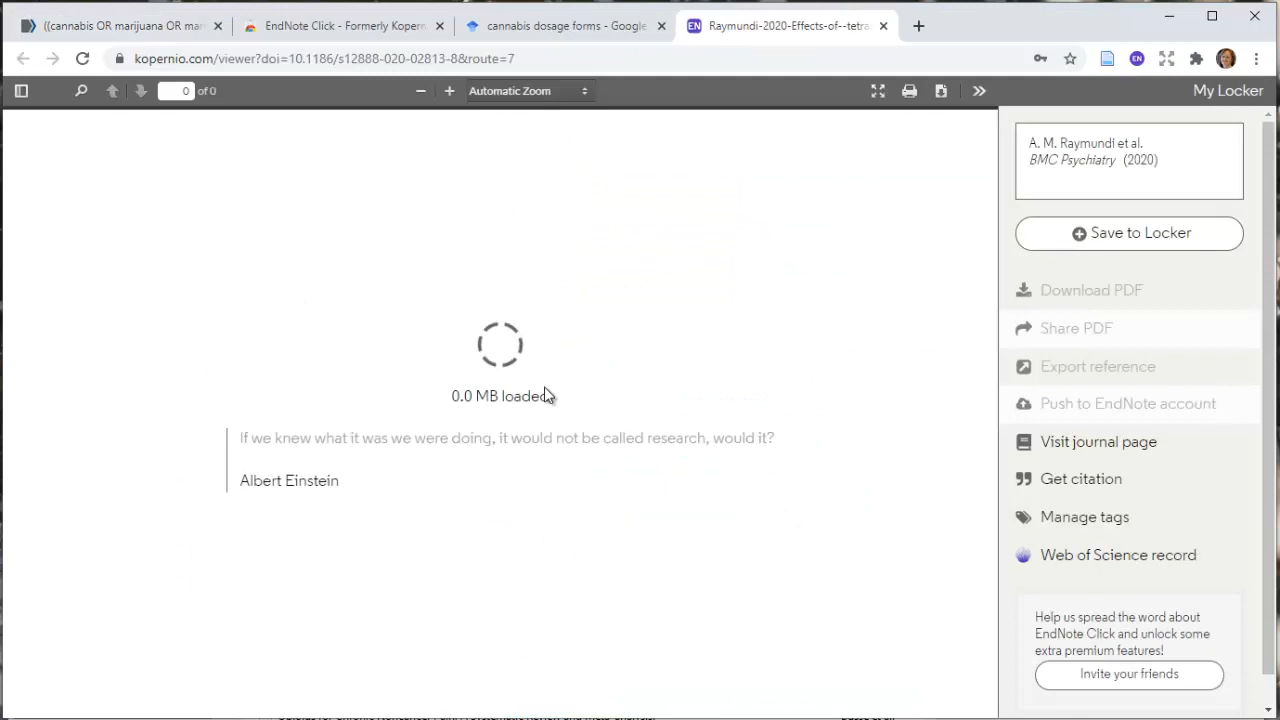 ((cannabis OR marijuana OR mar
EndNote Click - Formerly Kopern
cannabis dosage forms - Google
EN Raymundi-2020-Effects-of--tetra
kopernio.com/viewer?doi=10.1186/s12888-020-02813-8&route=7
EN
0 of 0
Automatic Zoom
My Locker
A. M. Raymundi et al.
BMC Psychiatry (2020)
Save to Locker
Download PDF
Share PDF
Export reference
Push to EndNote account
Visit journal page
Get citation
Manage tags
Web of Science record
Help us spread the word about
EndNote Click and unlock some
extra premium features!
Invite your friends
0.0 MB loaded
If we knew what it was we were doing, it would not be called research, would it?
Albert Einstein